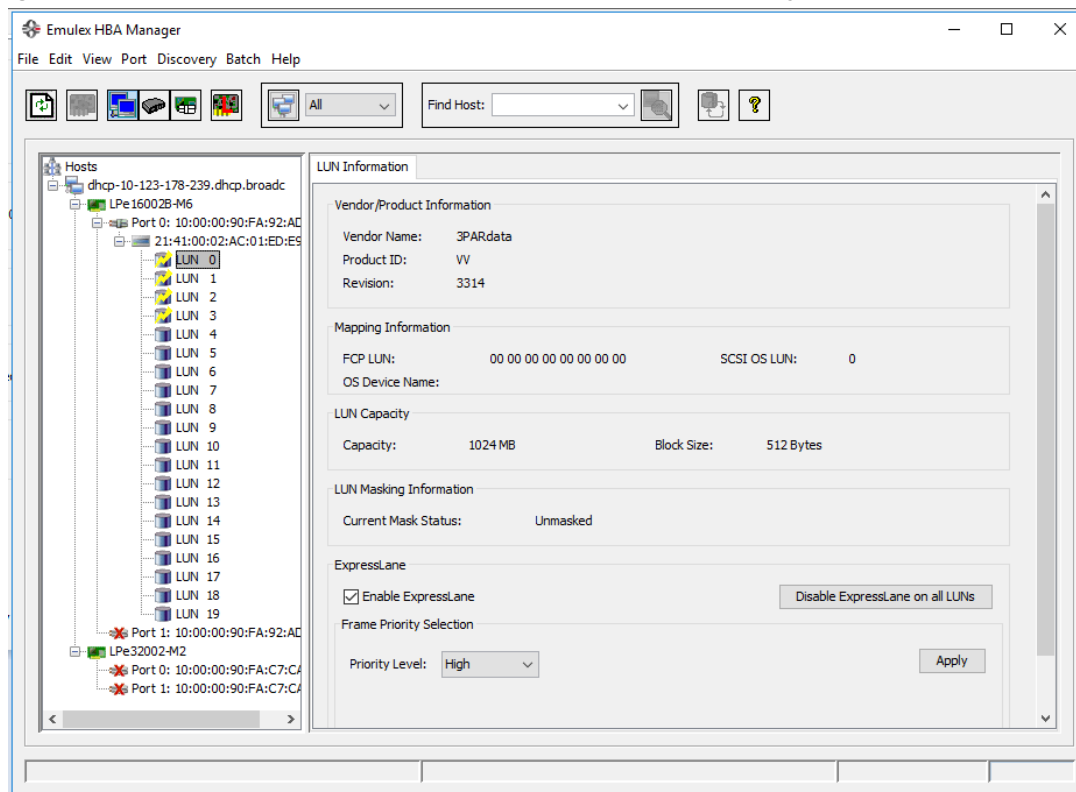 Emulex HBA Manager
File Edit View Port Discovery Batch Help
All Find Host:
Hosts
dhcp-10-123-178-239.dhcp.broadc
LPe16002B-M6
Port 0: 10:00:00:90:FA:92:AD
21:41:00:02:AC:01:ED:E9
LUN 0
LUN 1
LUN 2
LUN 3
LUN 4
LUN 5
LUN 6
LUN 7
LUN 8
LUN 9
LUN 10
LUN 11
LUN 12
LUN 13
LUN 14
LUN 15
LUN 16
LUN 17
LUN 18
LUN 19
Port 1: 10:00:00:90:FA:92:AD
LPe32002-M2
Port 0: 10:00:00:90:FA:C7:CA
Port 1: 10:00:00:90:FA:C7:CA
LUN Information
Vendor/Product Information
Vendor Name: 3PARdata
Product ID: VV
Revision: 3314
Mapping Information
FCP LUN: 00 00 00 00 00 00 00 00 SCSI OS LUN: 0
OS Device Name:
LUN Capacity
Capacity: 1024 MB Block Size: 512 Bytes
LUN Masking Information
Current Mask Status: Unmasked
ExpressLane
Enable ExpressLane Disable ExpressLane on all LUNs
Frame Priority Selection
Priority Level: High Apply